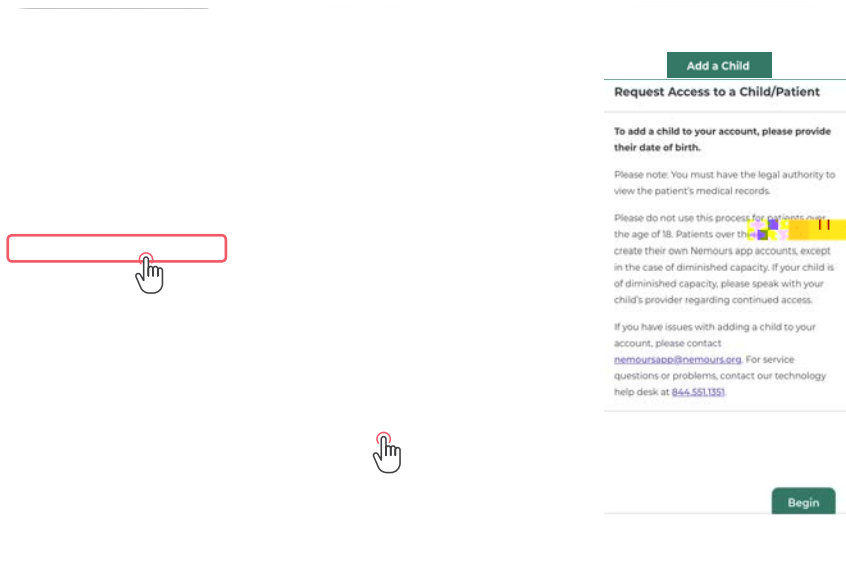 Add a Child
Request Access to a Child/Patient
To add a child to your account, please provide
their date of birth.
Please note: You must have the legal authority to
view the patient's medical records.
Please do not use this process for patients over
the age of 18. Patients over
create their own Nemours app accounts, except
in the case of diminished capacity. If your child is
of diminished capacity, please speak with your
child's provider regarding continued access.
If you have issues with adding a child to your
account, please contact
nemoursapp@nemours.org. For service
questions or problems, contact our technology
help desk at 844.551.1351.
Begin